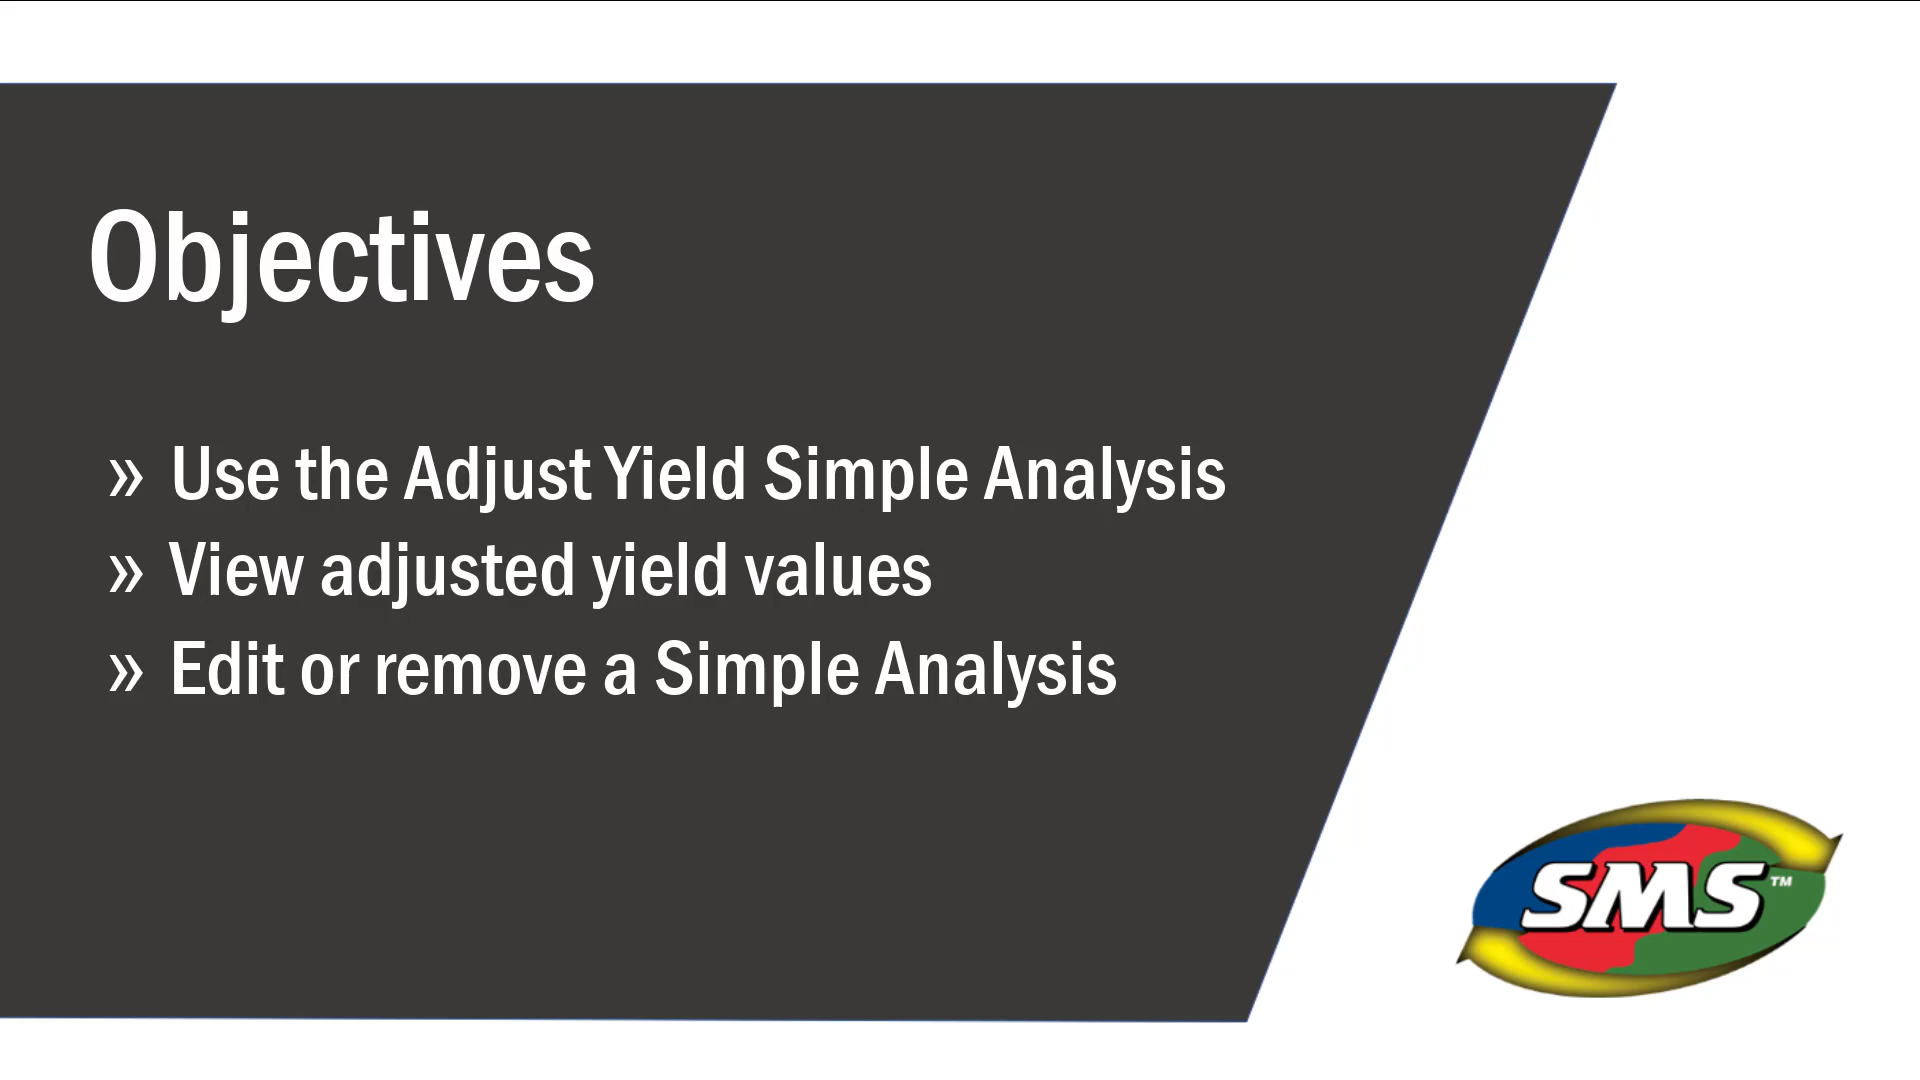 Objectives
» Use the Adjust Yield Simple Analysis
» View adjusted yield values
» Edit or remove a Simple Analysis
SMS™